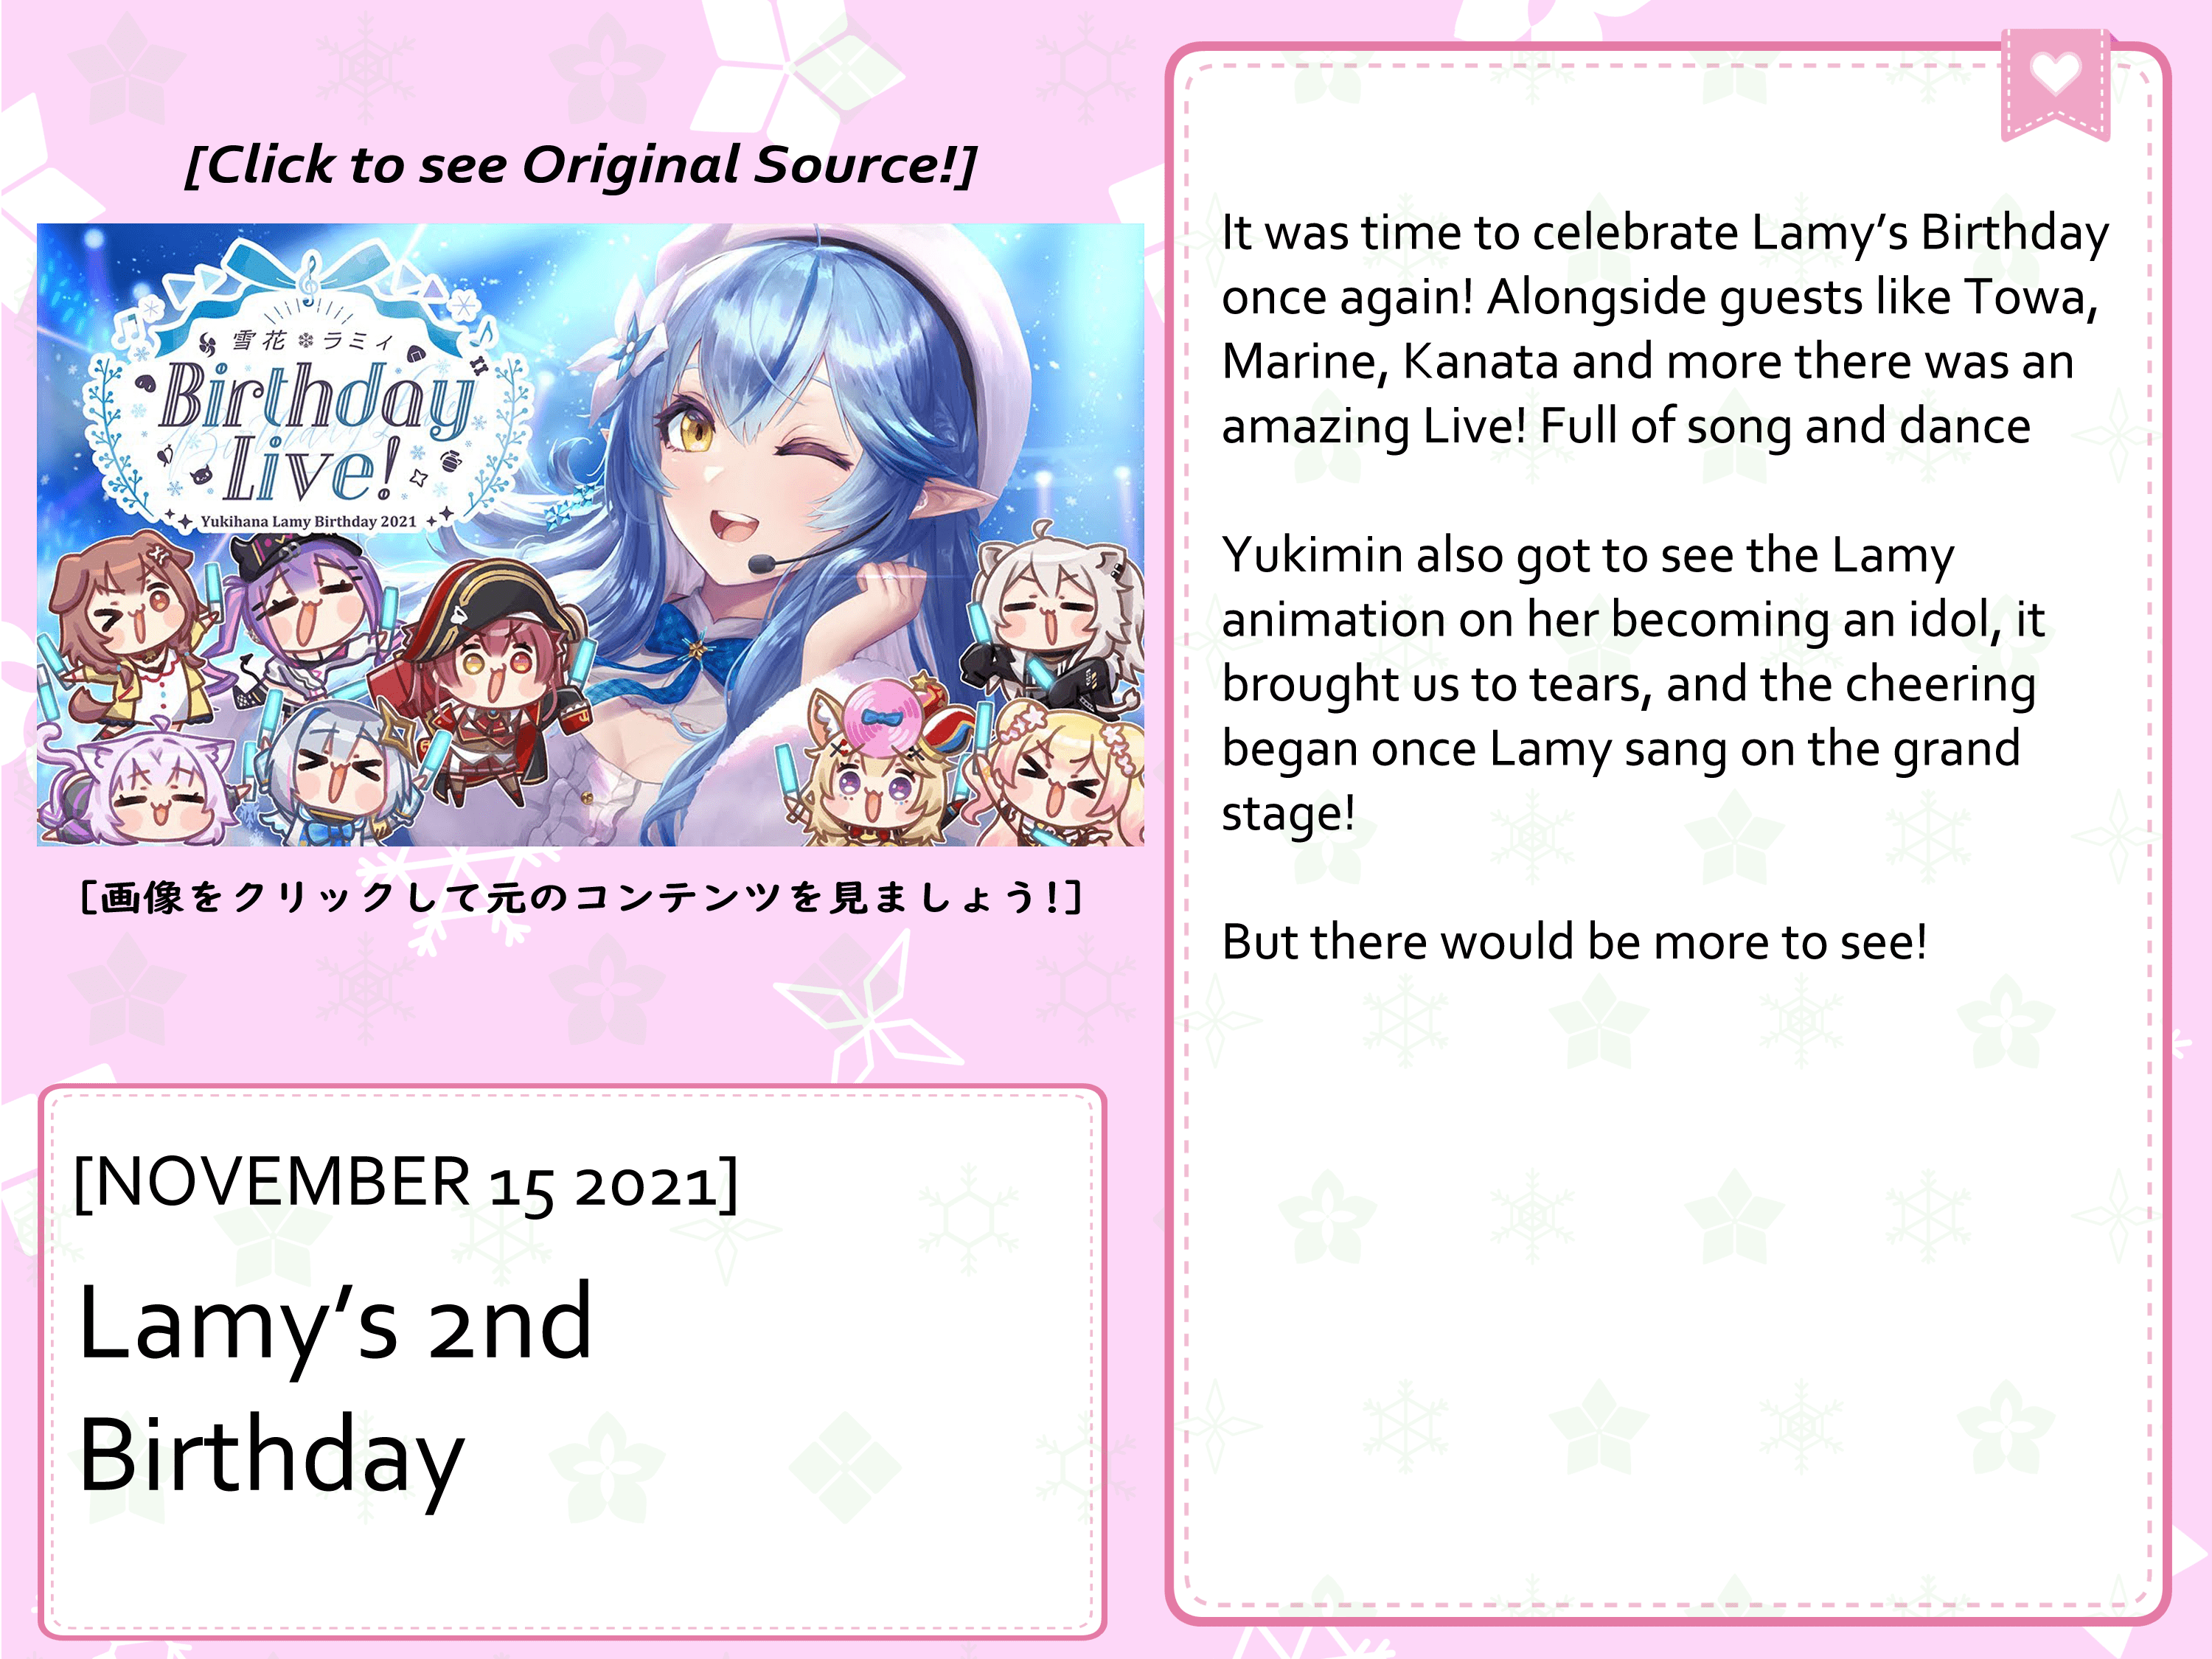 [Click to see Original Source!]
雪花❄ラミィ
Birthday
Live!
Yukihana Lamy Birthday 2021
[画像をクリックして元のコンテンツを見ましょう!]
[NOVEMBER 15 2021]
Lamy’s 2nd
Birthday
It was time to celebrate Lamy’s Birthday
once again! Alongside guests like Towa,
Marine, Kanata and more there was an
amazing Live! Full of song and dance
Yukimin also got to see the Lamy
animation on her becoming an idol, it
brought us to tears, and the cheering
began once Lamy sang on the grand
stage!
But there would be more to see!